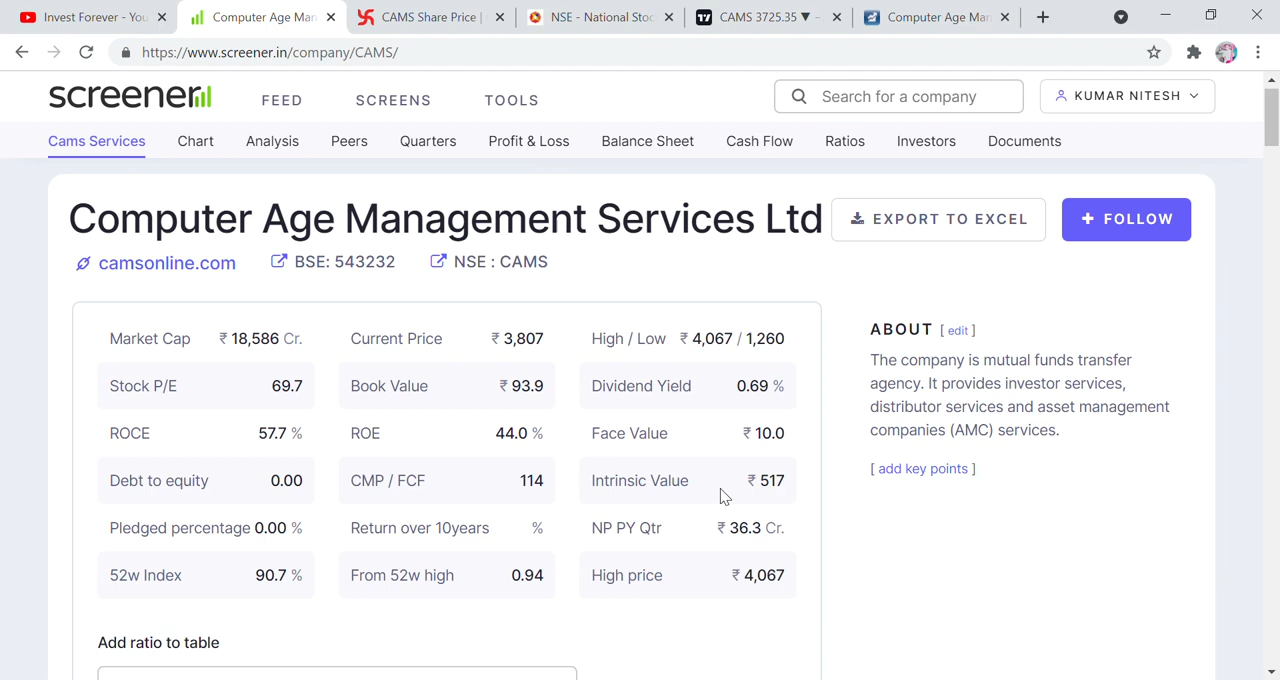 Invest Forever - You
Computer Age Man
CAMS Share Price |
NSE - National Stoc
CAMS 3725.35 ▼ –
Computer Age Man
https://www.screener.in/company/CAMS/
screener
FEED
SCREENS
TOOLS
Search for a company
KUMAR NITESH
Cams Services
Chart
Analysis
Peers
Quarters
Profit & Loss
Balance Sheet
Cash Flow
Ratios
Investors
Documents
Computer Age Management Services Ltd
EXPORT TO EXCEL
+ FOLLOW
camsonline.com
BSE: 543232
NSE : CAMS
Market Cap ₹ 18,586 Cr.
Current Price ₹ 3,807
High / Low ₹ 4,067 / 1,260
Stock P/E 69.7
Book Value ₹ 93.9
Dividend Yield 0.69 %
ROCE 57.7 %
ROE 44.0 %
Face Value ₹ 10.0
Debt to equity 0.00
CMP / FCF 114
Intrinsic Value ₹ 517
Pledged percentage 0.00 %
Return over 10years %
NP PY Qtr ₹ 36.3 Cr.
52w Index 90.7 %
From 52w high 0.94
High price ₹ 4,067
Add ratio to table
ABOUT [ edit ]
The company is mutual funds transfer
agency. It provides investor services,
distributor services and asset management
companies (AMC) services.
[ add key points ]